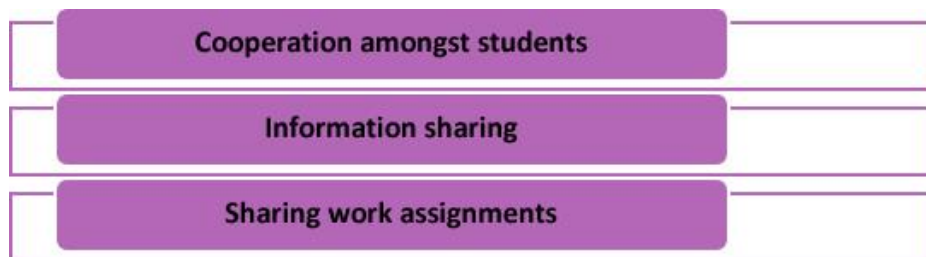 Cooperation amongst students
Information sharing
Sharing work assignments